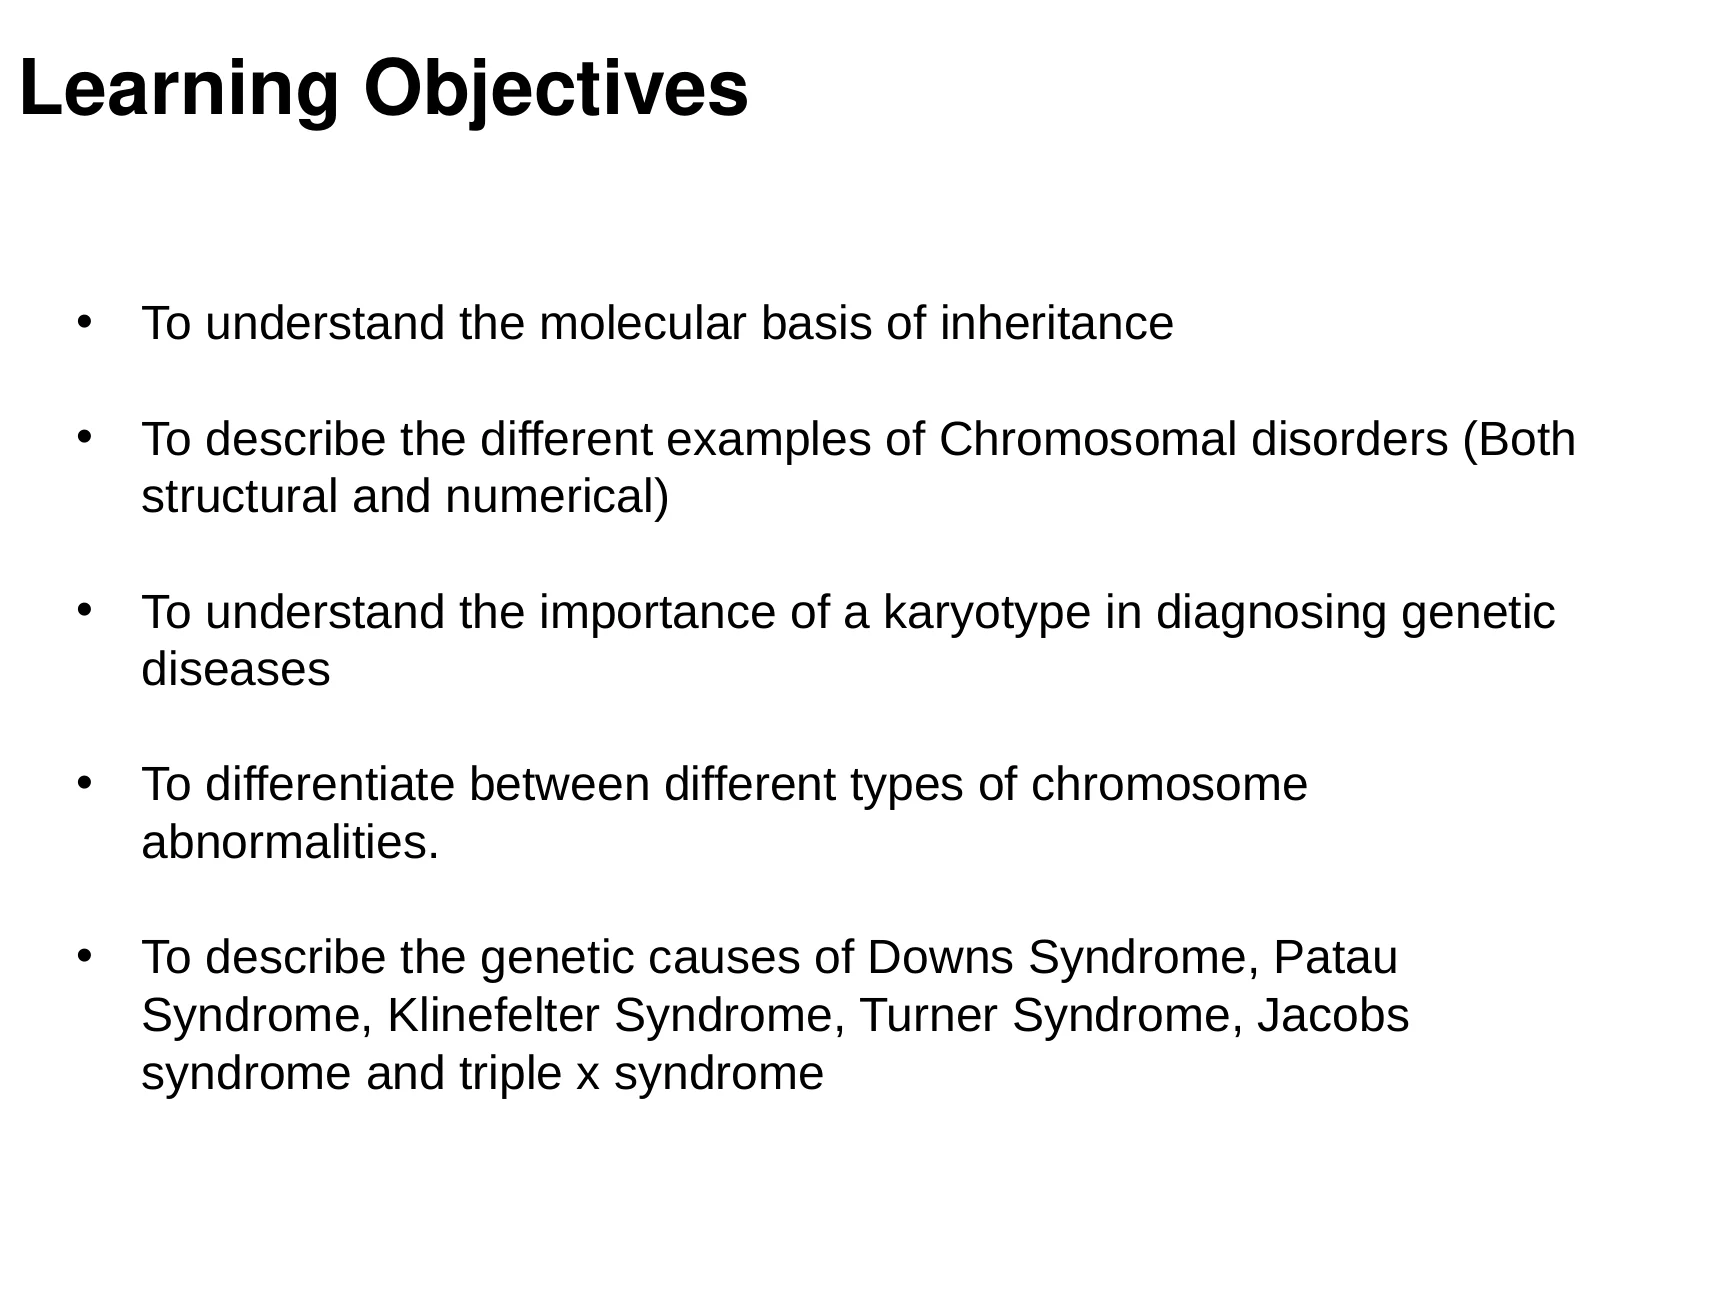 Learning Objectives
• To understand the molecular basis of inheritance
• To describe the different examples of Chromosomal disorders (Both
structural and numerical)
• To understand the importance of a karyotype in diagnosing genetic
diseases
• To differentiate between different types of chromosome
abnormalities.
• To describe the genetic causes of Downs Syndrome, Patau
Syndrome, Klinefelter Syndrome, Turner Syndrome, Jacobs
syndrome and triple x syndrome